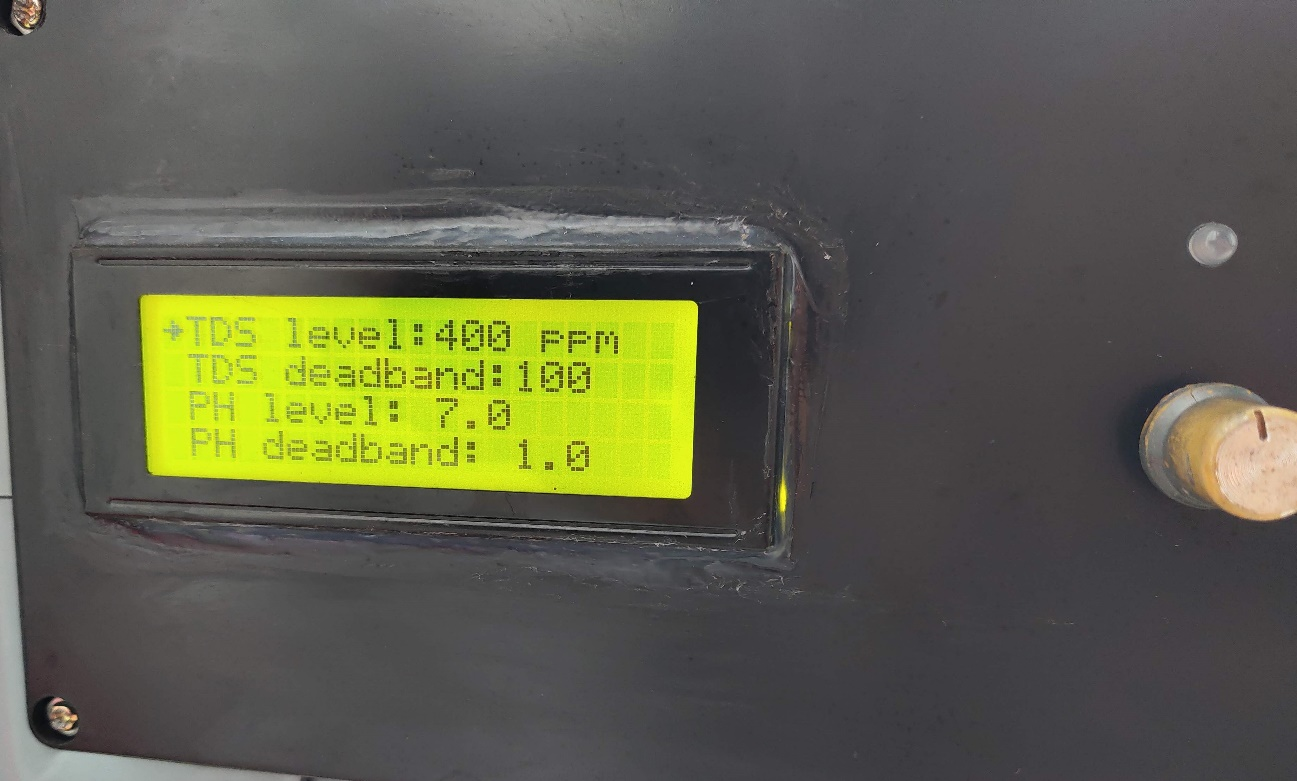 →TDS level:400 ppm
TDS deadband:100
PH level: 7.0
PH deadband: 1.0